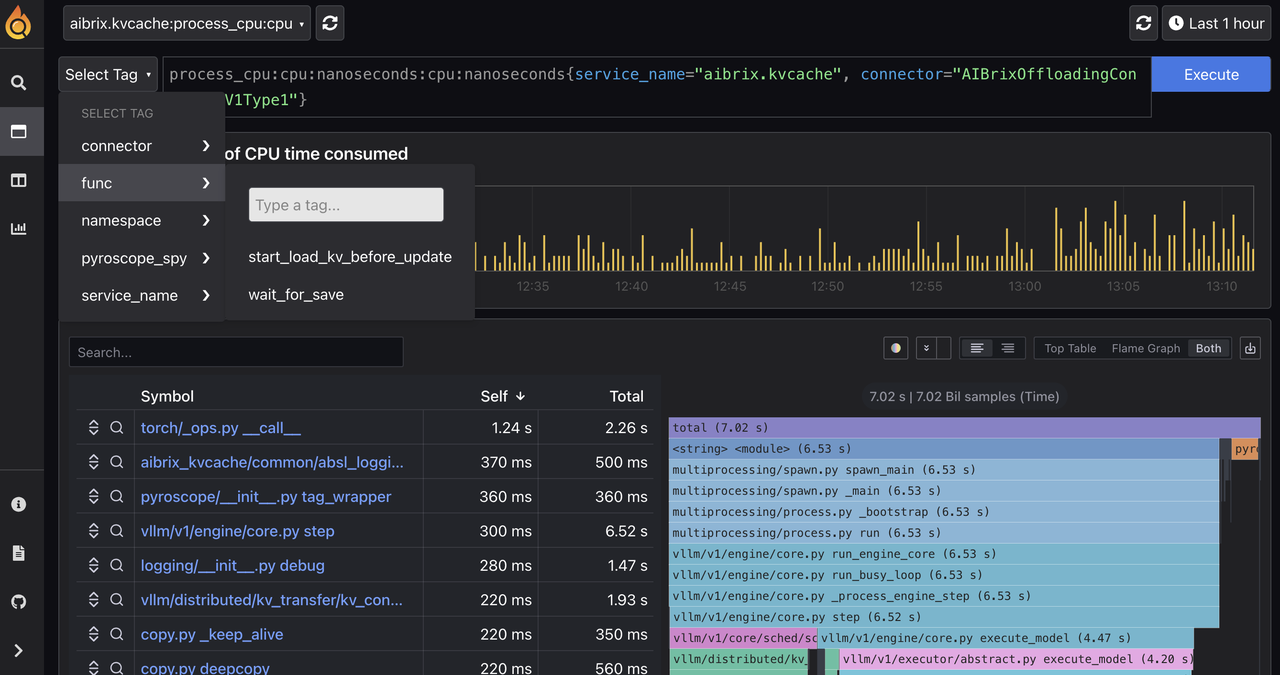 aibrix.kvcache:process_cpu:cpu
Last 1 hour
Select Tag
process_cpu:cpu:nanoseconds:cpu:nanoseconds{service_name="aibrix.kvcache", connector="AIBrixOffloadingCon
V1Type1"}
Execute
SELECT TAG
connector
func
namespace
pyroscope_spy
service_name
Type a tag...
start_load_kv_before_update
wait_for_save
of CPU time consumed
12:35 12:40 12:45 12:50 12:55 13:00 13:05 13:10
Search...
Top Table Flame Graph Both
Symbol Self Total
torch/_ops.py __call__ 1.24 s 2.26 s
aibrix_kvcache/common/absl_loggi... 370 ms 500 ms
pyroscope/__init__.py tag_wrapper 360 ms 360 ms
vllm/v1/engine/core.py step 300 ms 6.52 s
logging/__init__.py debug 280 ms 1.47 s
vllm/distributed/kv_transfer/kv_con... 220 ms 1.93 s
copy.py _keep_alive 220 ms 350 ms
copy.py deepcopy 220 ms 560 ms
7.02 s | 7.02 Bil samples (Time)
total (7.02 s)
<string> <module> (6.53 s)
pyr
multiprocessing/spawn.py spawn_main (6.53 s)
multiprocessing/spawn.py _main (6.53 s)
multiprocessing/process.py _bootstrap (6.53 s)
multiprocessing/process.py run (6.53 s)
vllm/v1/engine/core.py run_engine_core (6.53 s)
vllm/v1/engine/core.py run_busy_loop (6.53 s)
vllm/v1/engine/core.py _process_engine_step (6.53 s)
vllm/v1/engine/core.py step (6.52 s)
vllm/v1/core/sched/sc
vllm/v1/engine/core.py execute_model (4.47 s)
vllm/distributed/kv_
vllm/v1/executor/abstract.py execute_model (4.20 s)